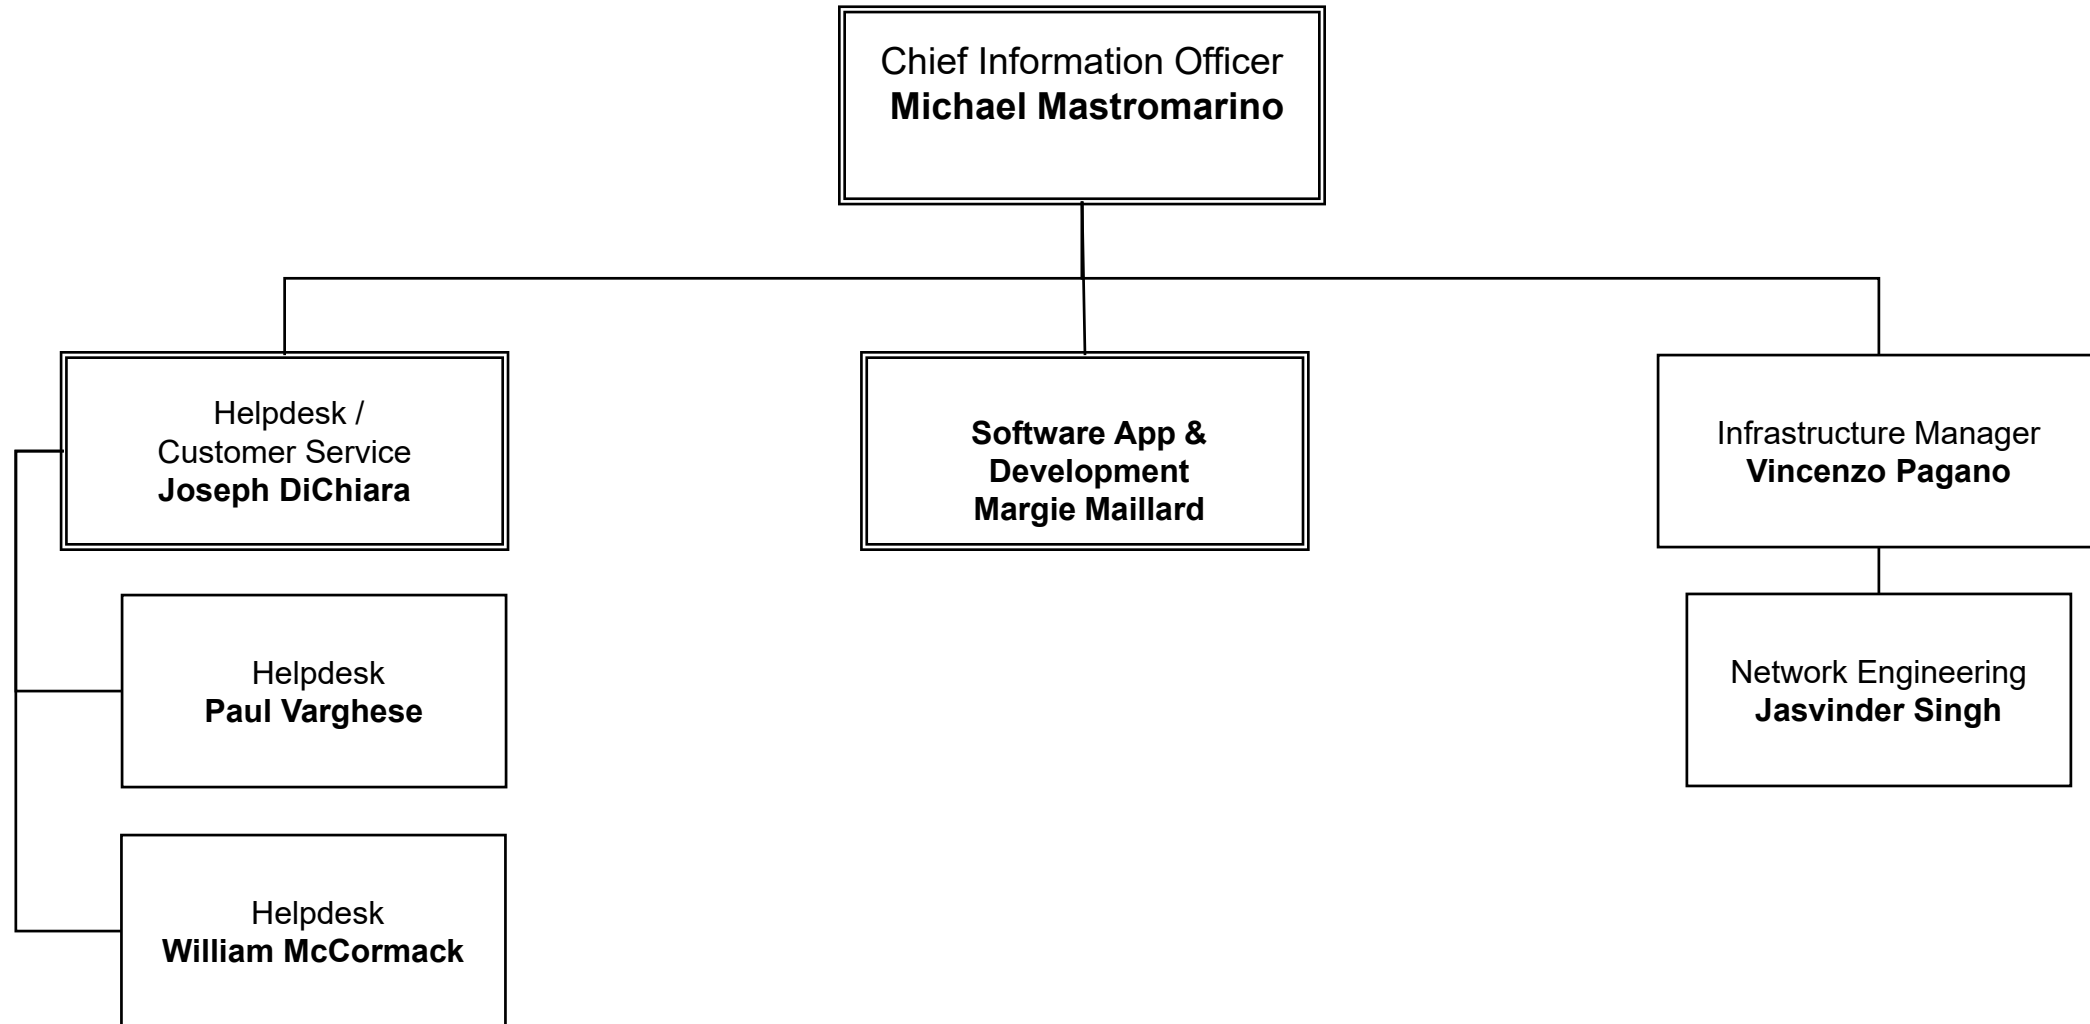 Chief Information Officer
Michael Mastromarino
Helpdesk /
Customer Service
Joseph DiChiara
Software App &
Development
Margie Maillard
Infrastructure Manager
Vincenzo Pagano
Helpdesk
Paul Varghese
Network Engineering
Jasvinder Singh
Helpdesk
William McCormack